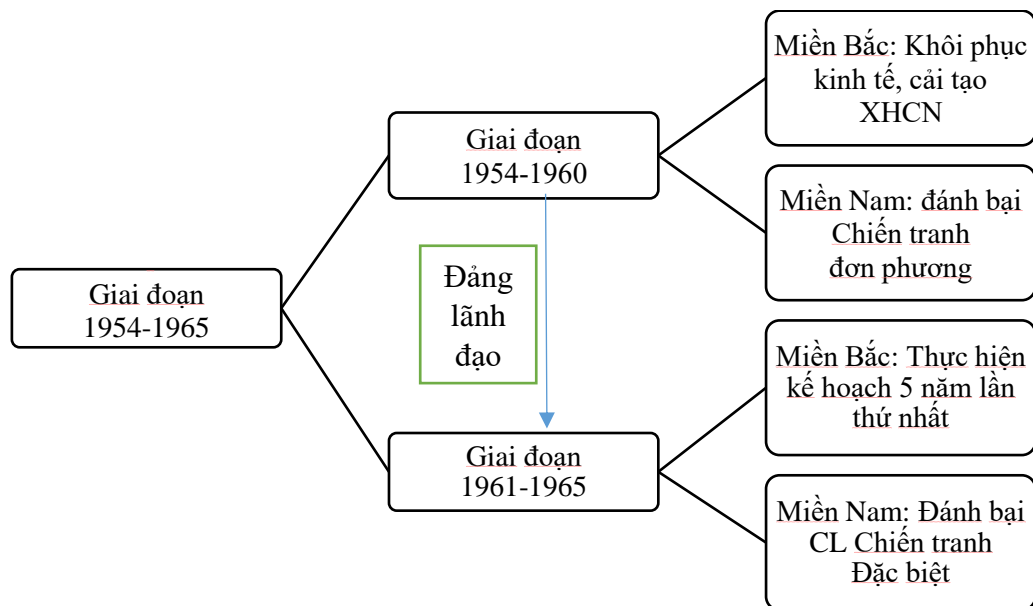 Giai đoạn
1954-1965
Giai đoạn
1954-1960
Đảng
lãnh
đạo
Giai đoạn
1961-1965
Miền Bắc: Khôi phục
kinh tế, cải tạo
XHCN
Miền Nam: đánh bại
Chiến tranh
đơn phương
Miền Bắc: Thực hiện
kế hoạch 5 năm lần
thứ nhất
Miền Nam: Đánh bại
CL Chiến tranh
Đặc biệt